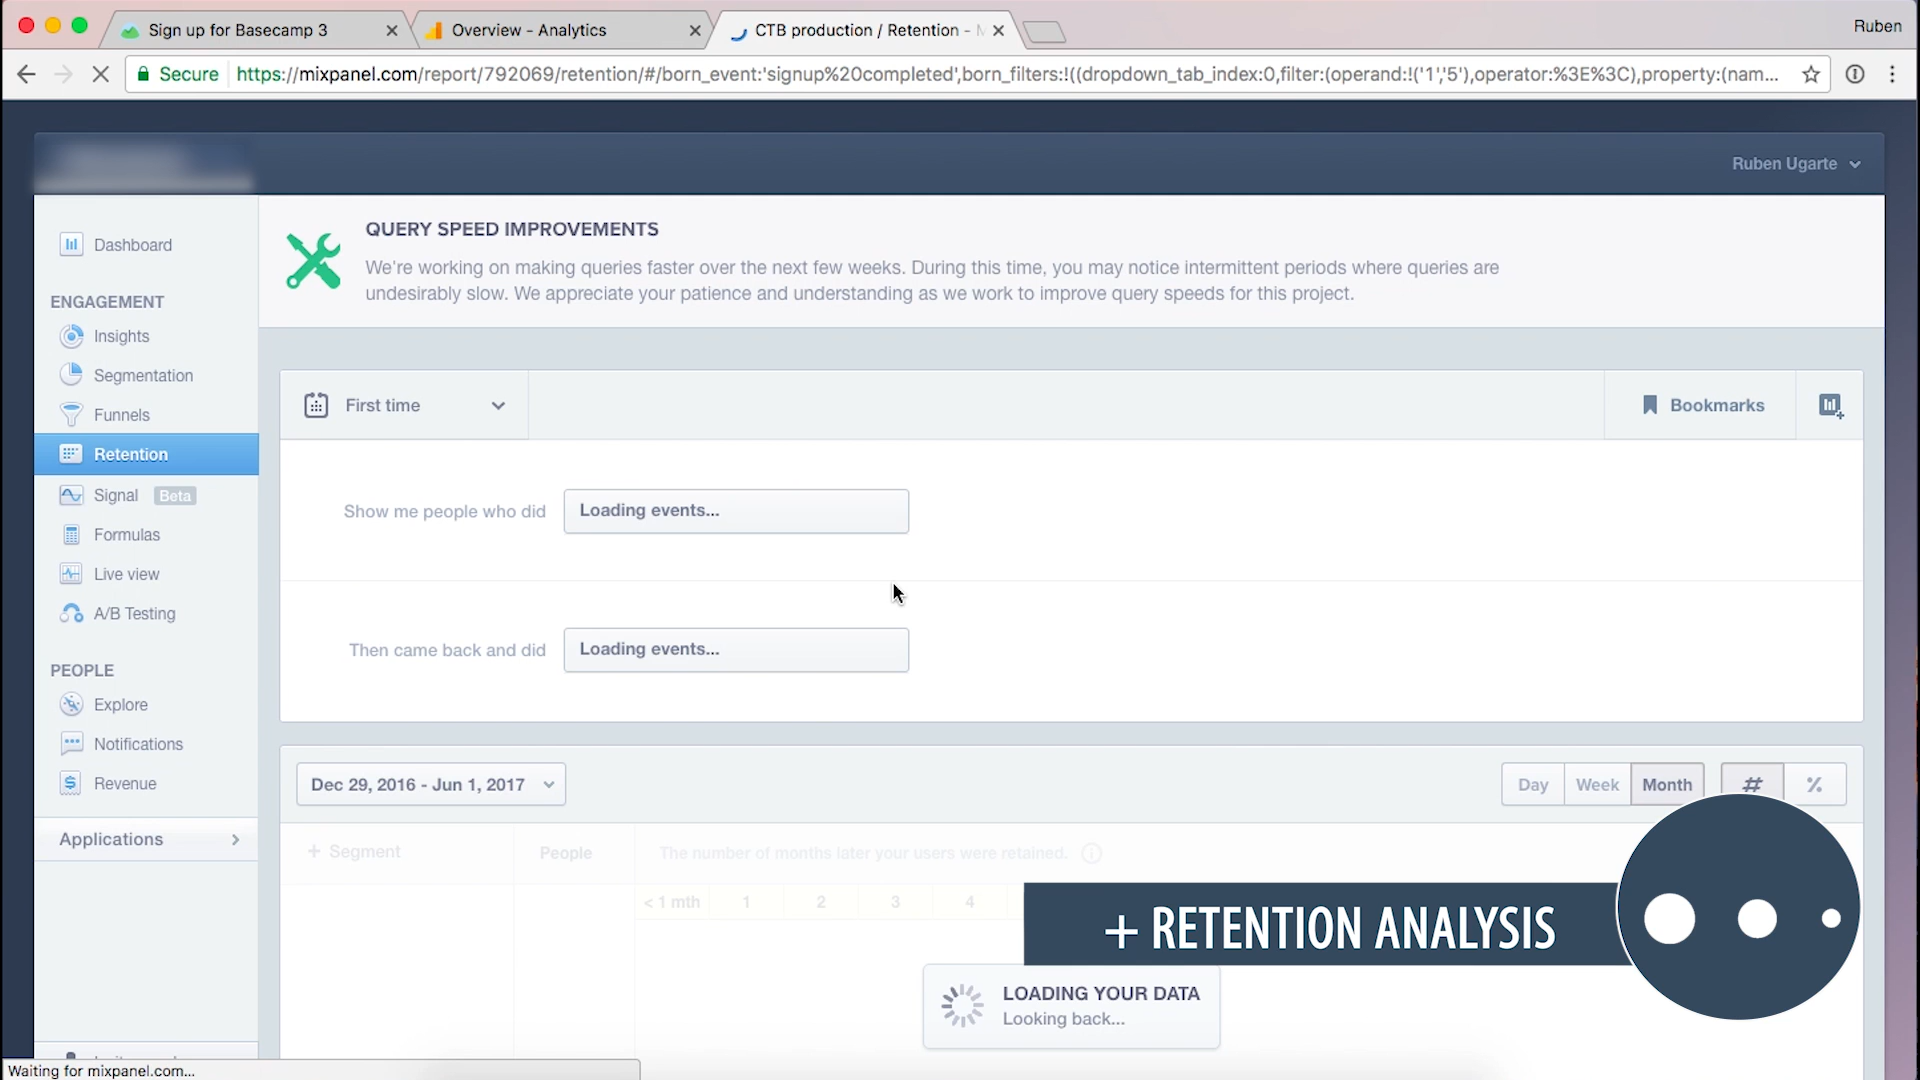 Sign up for Basecamp 3
Overview - Analytics
CTB production / Retention -
Ruben
Secure
https://mixpanel.com/report/792069/retention/#/born_event:'signup%20completed',born_filters:!((dropdown_tab_index:0,filter:(operand:!('1','5'),operator:%3E%3C),property:(nam...
Ruben Ugarte
Dashboard
ENGAGEMENT
Insights
Segmentation
Funnels
Retention
Signal Beta
Formulas
Live view
A/B Testing
PEOPLE
Explore
Notifications
Revenue
Applications
QUERY SPEED IMPROVEMENTS
We're working on making queries faster over the next few weeks. During this time, you may notice intermittent periods where queries are
undesirably slow. We appreciate your patience and understanding as we work to improve query speeds for this project.
First time
Bookmarks
Show me people who did Loading events...
Then came back and did Loading events...
Dec 29, 2016 - Jun 1, 2017
Day Week Month # %
+ Segment People The number of months later your users were retained.
< 1 mth 1 2 3 4
+ RETENTION ANALYSIS
LOADING YOUR DATA
Looking back...
Waiting for mixpanel.com...